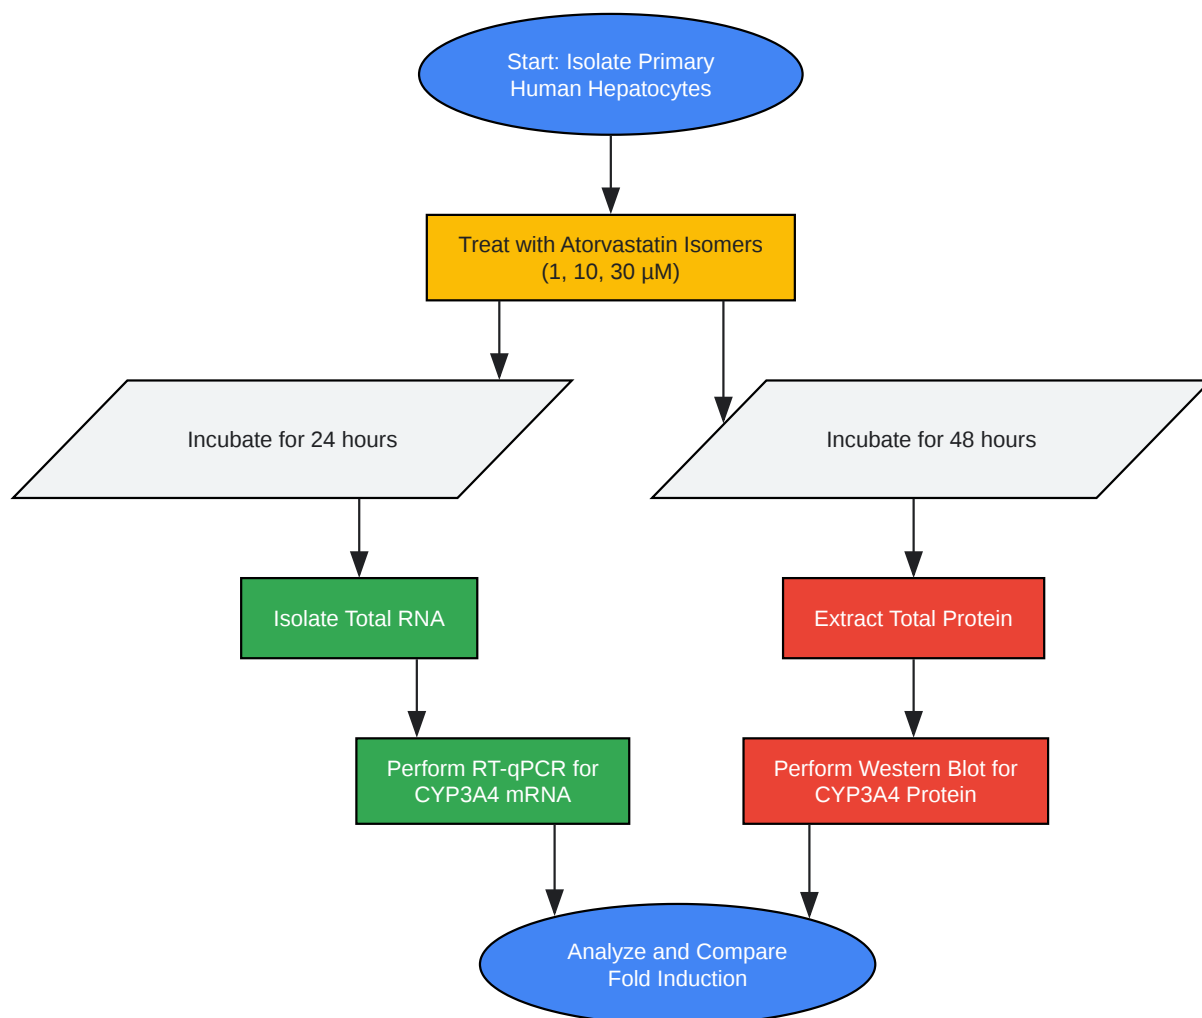 Start: Isolate Primary
Human Hepatocytes
Treat with Atorvastatin Isomers
(1, 10, 30 µM)
Incubate for 24 hours
Incubate for 48 hours
Isolate Total RNA
Extract Total Protein
Perform RT-qPCR for
CYP3A4 mRNA
Perform Western Blot for
CYP3A4 Protein
Analyze and Compare
Fold Induction